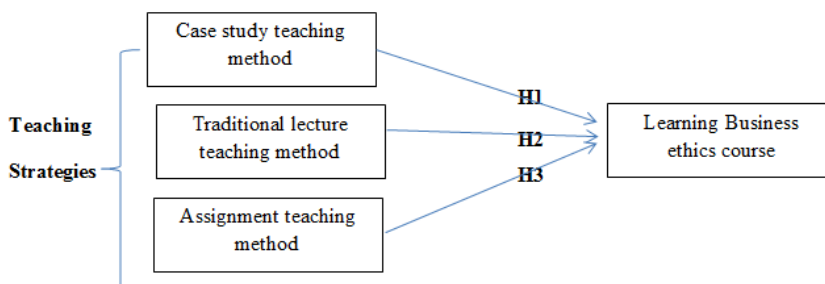 Case study teaching
method
Teaching
Strategies
Traditional lecture
teaching method
Assignment teaching
method
H1
H2
H3
Learning Business
ethics course